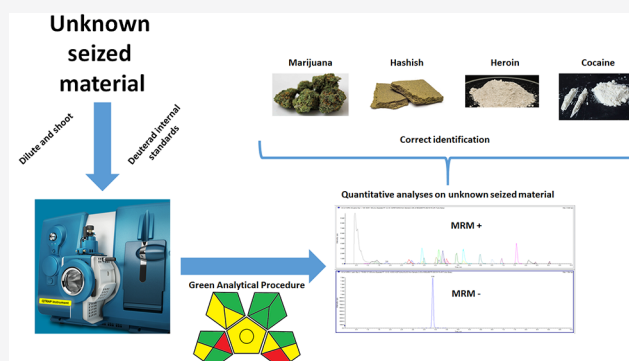 Unknown
seized
material
Dilute and shoot
Deuterad internal
standards
Marijuana
Hashish
Heroin
Cocaine
Correct identification
Quantitative analyses on unknown seized material
MRM +
MRM -
Green Analytical Procedure